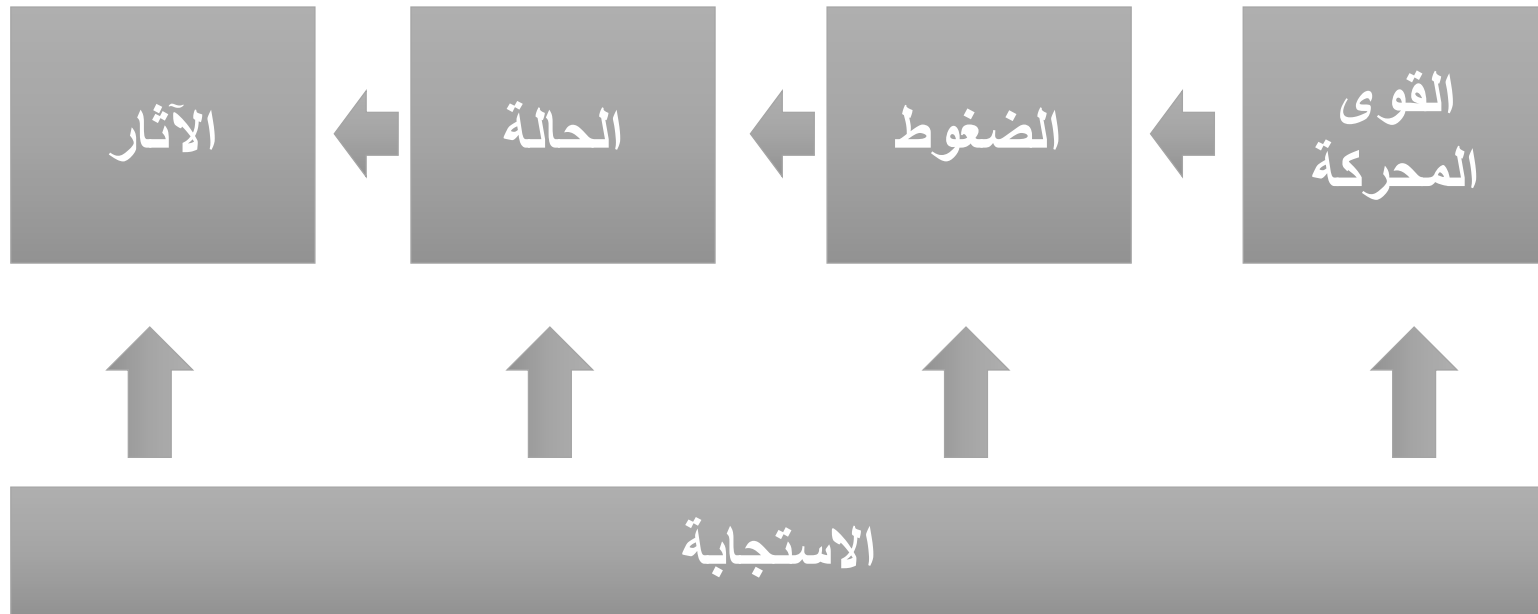 القوى
المحركة
الضغوط
الحالة
الآثار
الاستجابة